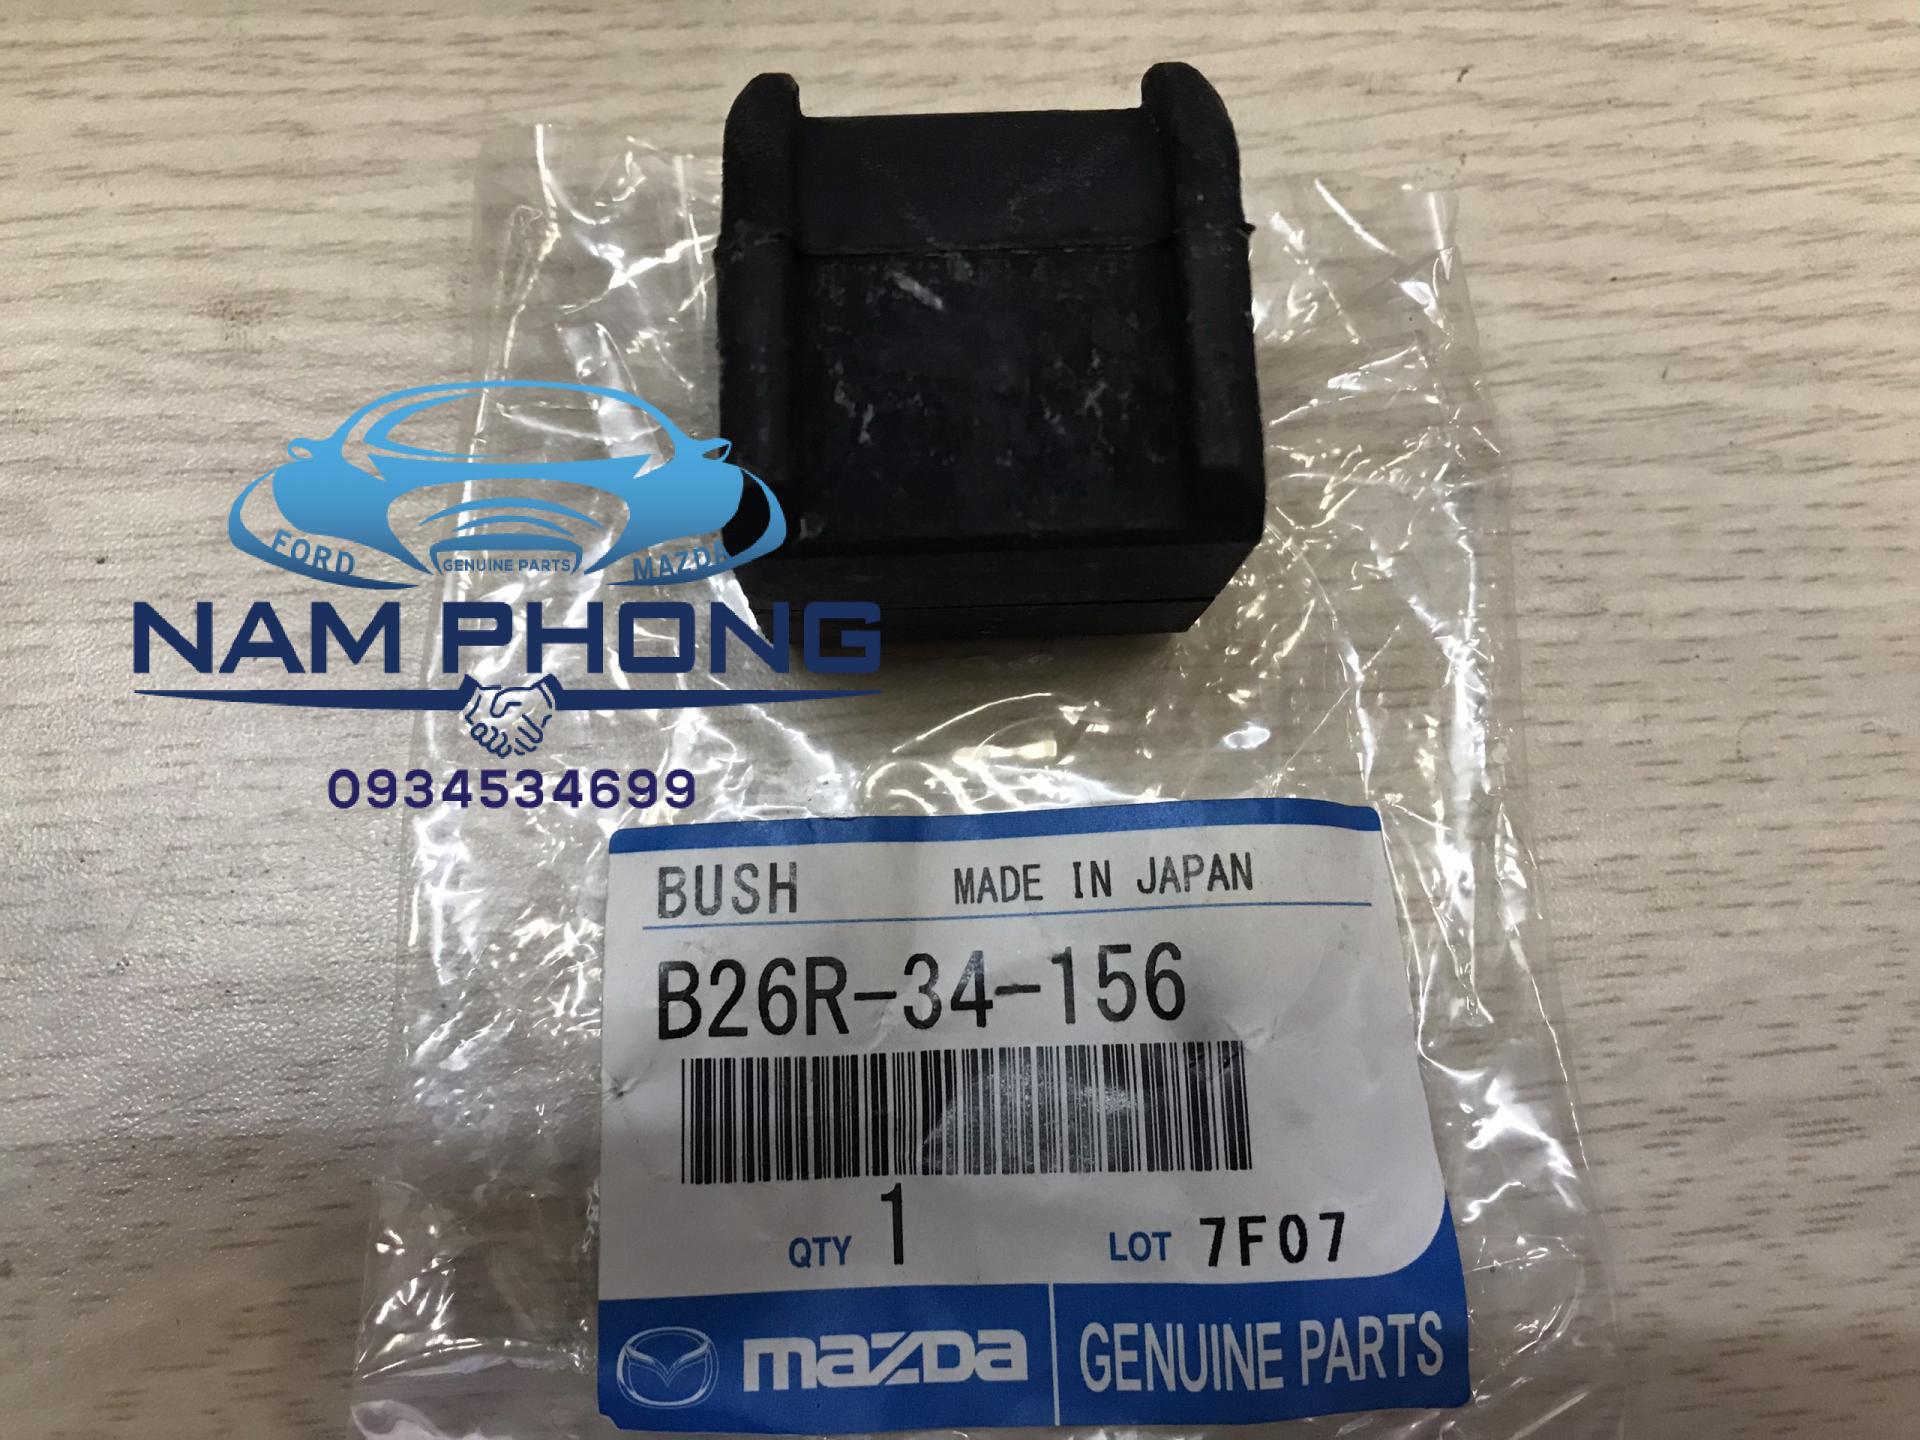 FORD
GENUINE PARTS
MAZDA
NAM PHONG
0934534699
BUSH MADE IN JAPAN
B26R-34-156
QTY 1 LOT 7F07
mazda GENUINE PARTS